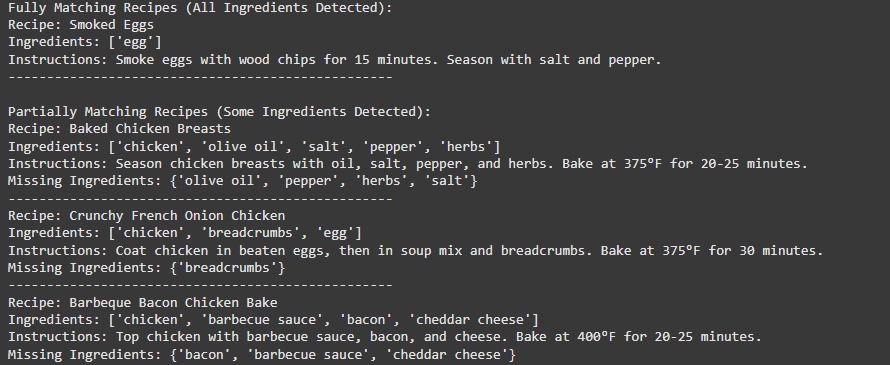 Fully Matching Recipes (All Ingredients Detected):
Recipe: Smoked Eggs
Ingredients: ['egg']
Instructions: Smoke eggs with wood chips for 15 minutes. Season with salt and pepper.
--------------------------------------------------
Partially Matching Recipes (Some Ingredients Detected):
Recipe: Baked Chicken Breasts
Ingredients: ['chicken', 'olive oil', 'salt', 'pepper', 'herbs']
Instructions: Season chicken breasts with oil, salt, pepper, and herbs. Bake at 375°F for 20-25 minutes.
Missing Ingredients: {'olive oil', 'pepper', 'herbs', 'salt'}
--------------------------------------------------
Recipe: Crunchy French Onion Chicken
Ingredients: ['chicken', 'breadcrumbs', 'egg']
Instructions: Coat chicken in beaten eggs, then in soup mix and breadcrumbs. Bake at 375°F for 30 minutes.
Missing Ingredients: {'breadcrumbs'}
--------------------------------------------------
Recipe: Barbeque Bacon Chicken Bake
Ingredients: ['chicken', 'barbecue sauce', 'bacon', 'cheddar cheese']
Instructions: Top chicken with barbecue sauce, bacon, and cheese. Bake at 400°F for 20-25 minutes.
Missing Ingredients: {'bacon', 'barbecue sauce', 'cheddar cheese'}